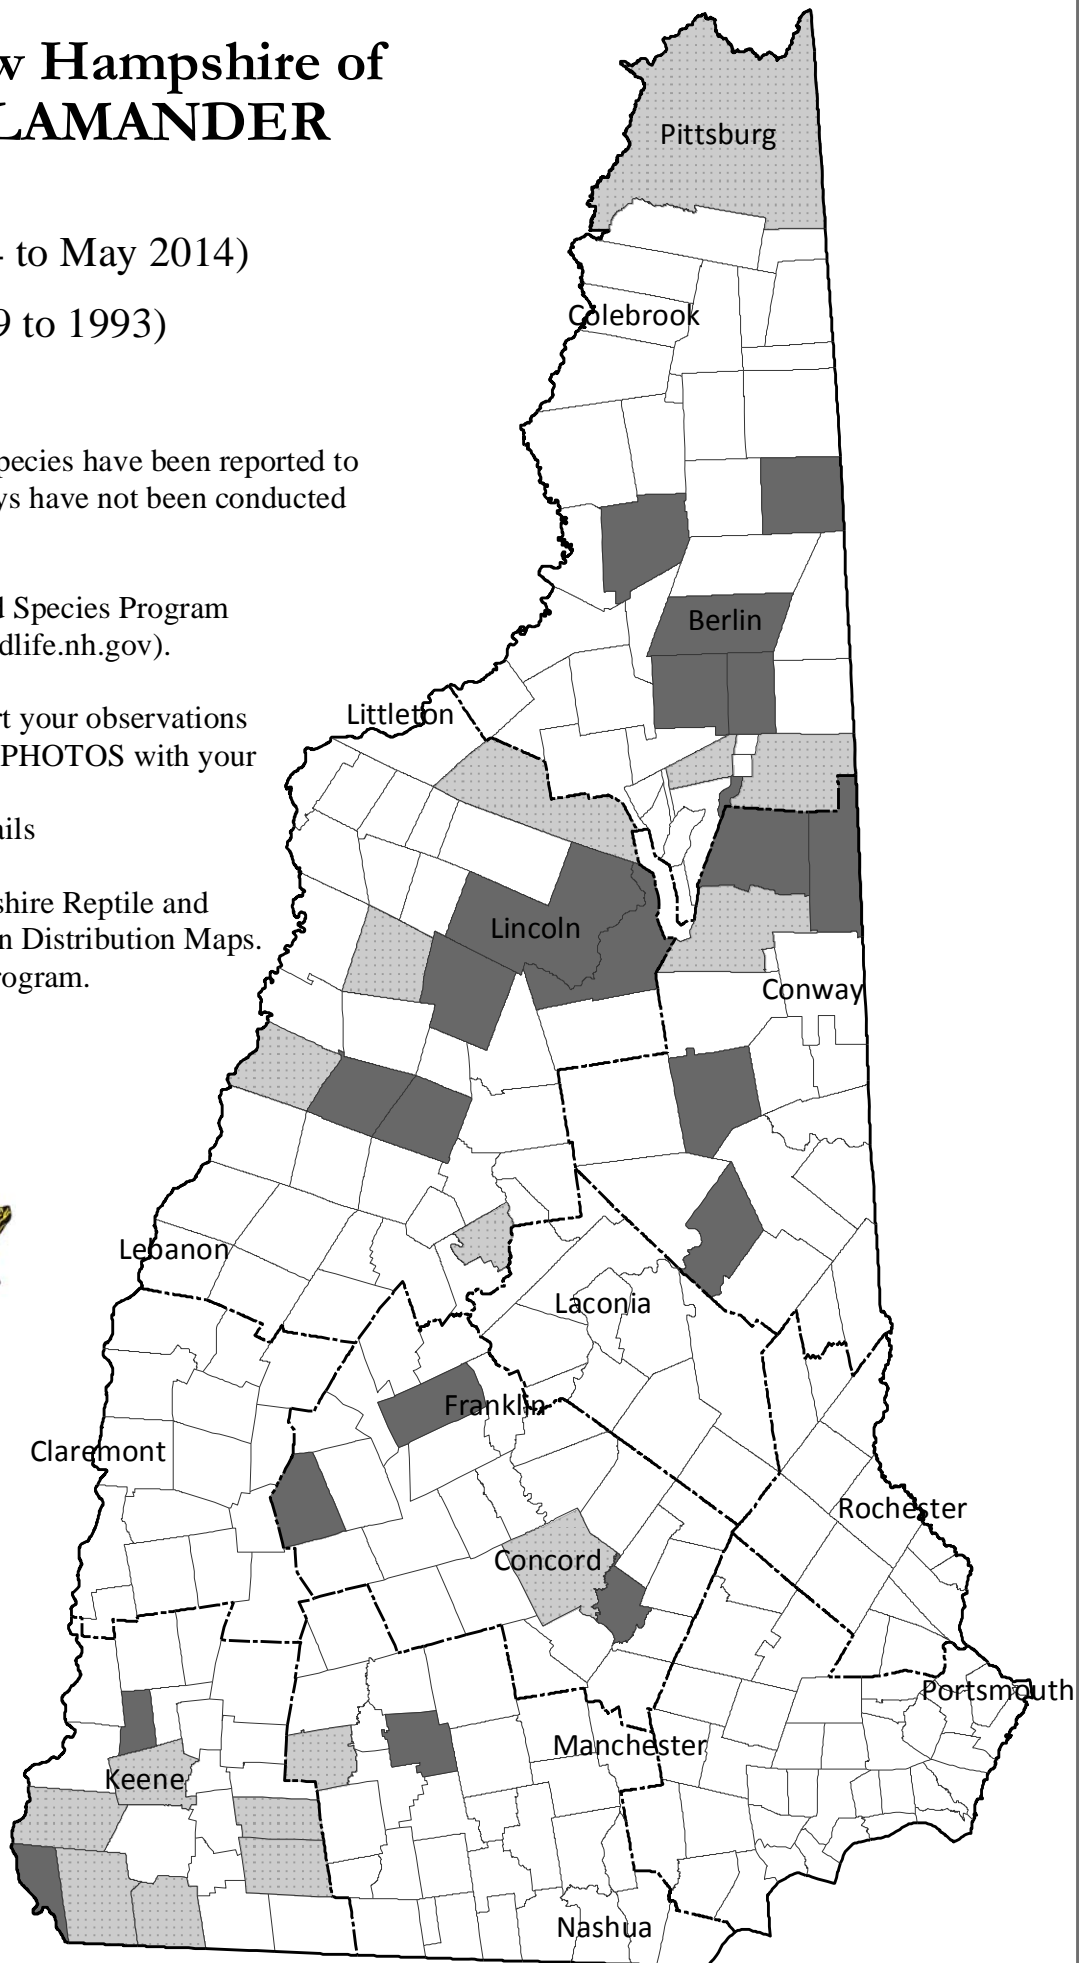 w Hampshire of
LAMANDER
to May 2014)
9 to 1993)
pecies have been reported to
ys have not been conducted
d Species Program
dlife.nh.gov).
rt your observations
PHOTOS with your
ails
shire Reptile and
n Distribution Maps.
rogram.
Pittsburg
Colebrook
Berlin
Littleton
Lincoln
Conway
Lebanon
Laconia
Franklin
Claremont
Rochester
Concord
Portsmouth
Manchester
Keene
Nashua